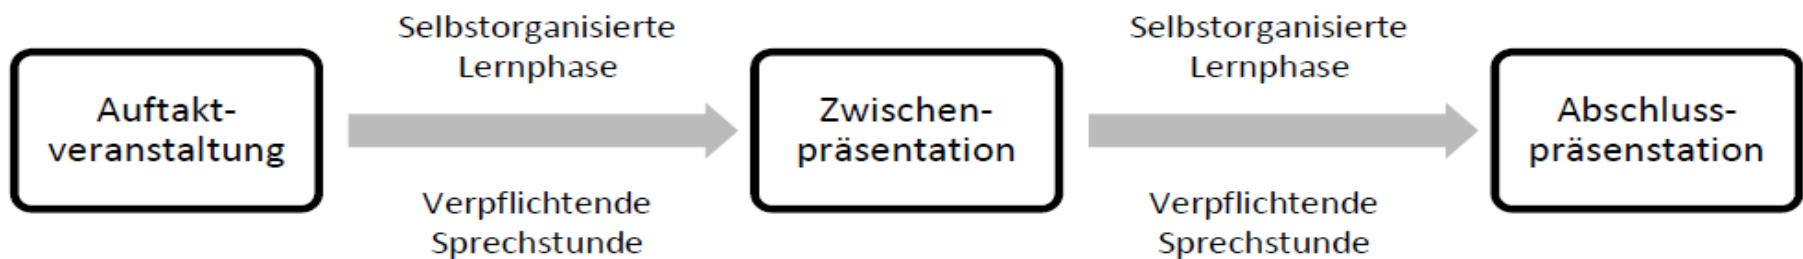 Auftakt-
veranstaltung
Selbstorganisierte
Lernphase
Verpflichtende
Sprechstunde
Zwischen-
präsentation
Selbstorganisierte
Lernphase
Verpflichtende
Sprechstunde
Abschluss-
präsenstation